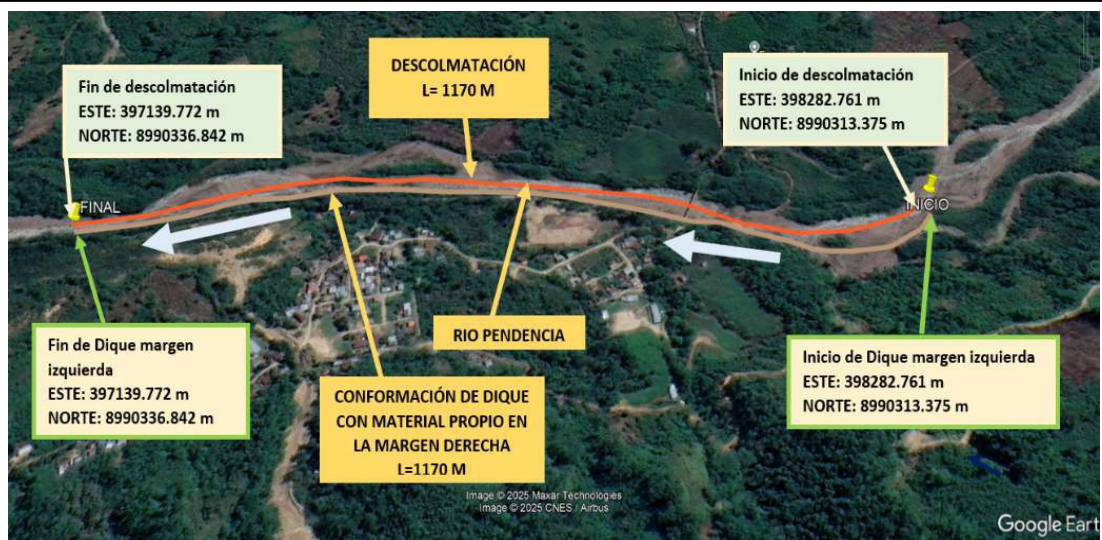 Fin de descolmatación
ESTE: 397139.772 m
NORTE: 8990336.842 m
DESCOLMATACIÓN
L= 1170 M
Inicio de descolmatación
ESTE: 398282.761 m
NORTE: 8990313.375 m
FINAL
INICIO
Fin de Dique margen
izquierda
ESTE: 397139.772 m
NORTE: 8990336.842 m
CONFORMACIÓN DE DIQUE
CON MATERIAL PROPIO EN
LA MARGEN DERECHA
L=1170 M
RIO PENDENCIA
Inicio de Dique margen izquierda
ESTE: 398282.761 m
NORTE: 8990313.375 m
Image © 2025 Maxar Technologies
Image © 2025 CNES / Airbus
Google Eart